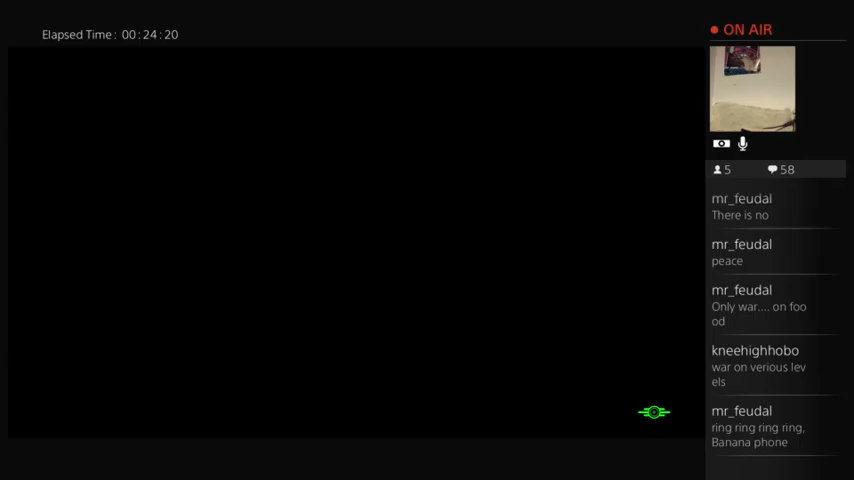 Elapsed Time: 00:24:20
ON AIR
5
58
mr_feudal
There is no
mr_feudal
peace
mr_feudal
Only war.... on foo
od
kneehighhobo
war on verious lev
els
mr_feudal
ring ring ring ring,
Banana phone